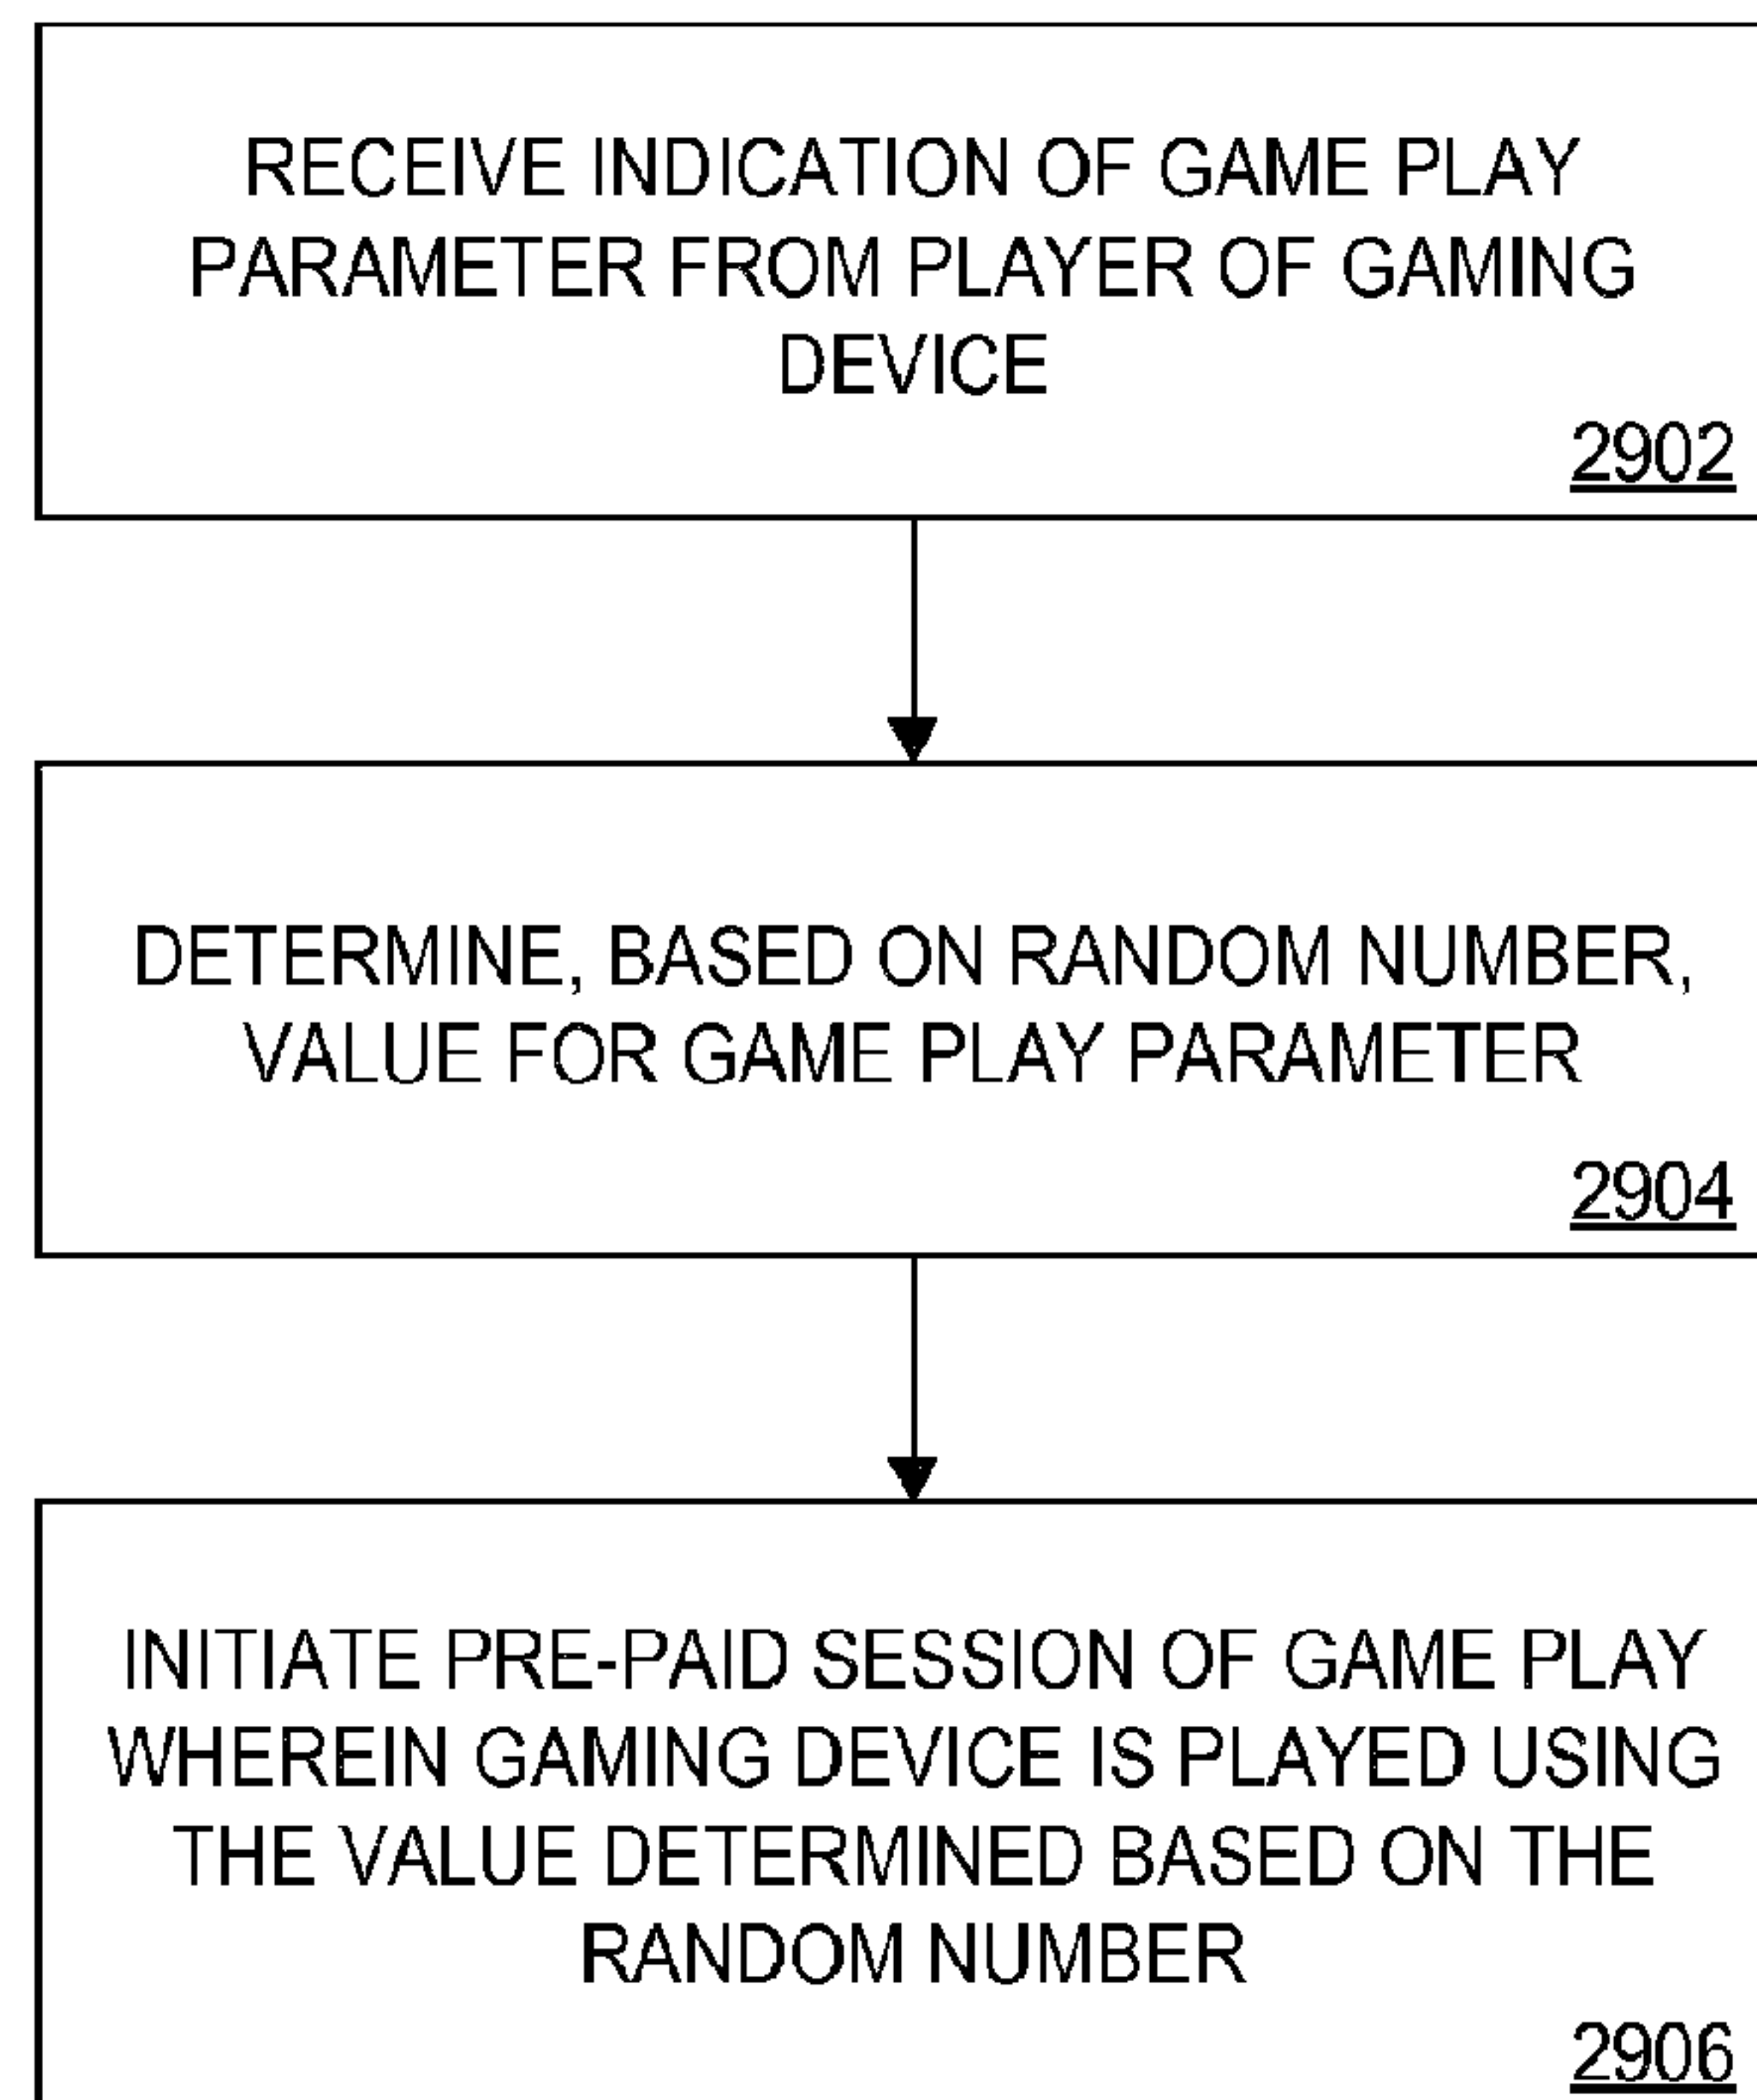 RECEIVE INDICATION OF GAME PLAY
PARAMETER FROM PLAYER OF GAMING
DEVICE
2902
DETERMINE, BASED ON RANDOM NUMBER,
VALUE FOR GAME PLAY PARAMETER
2904
INITIATE PRE-PAID SESSION OF GAME PLAY
WHEREIN GAMING DEVICE IS PLAYED USING
THE VALUE DETERMINED BASED ON THE
RANDOM NUMBER
2906